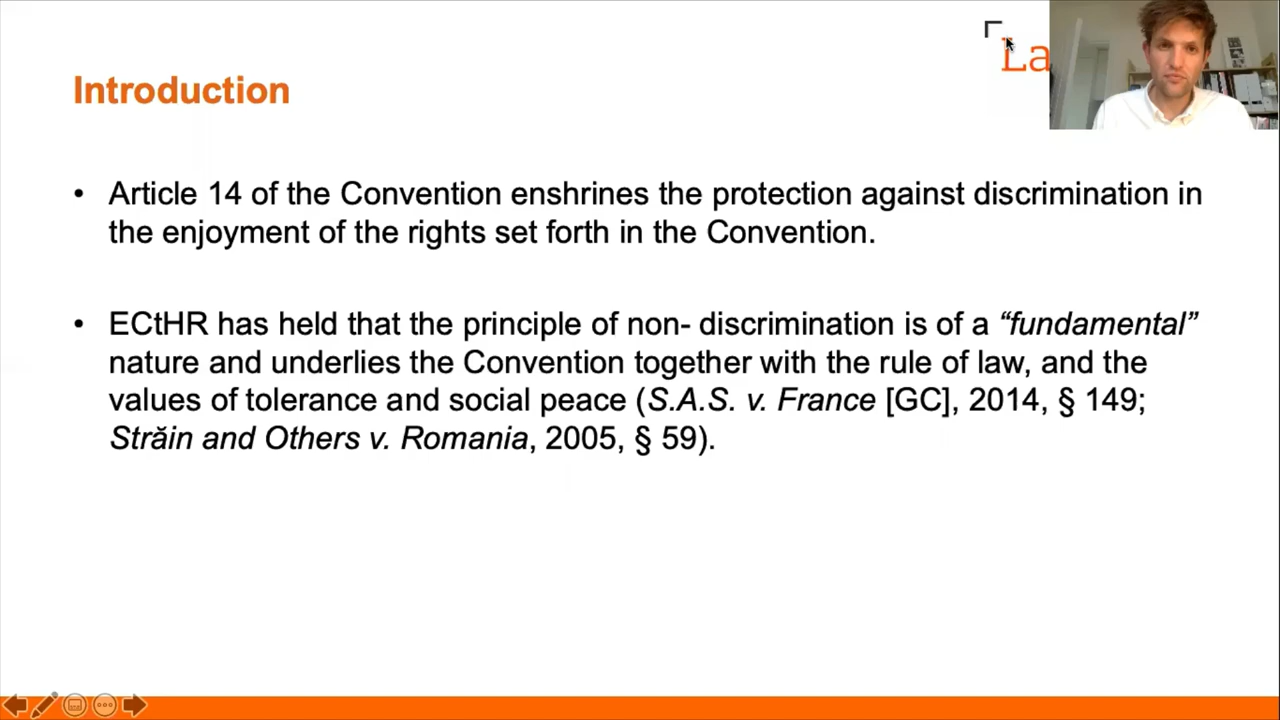 La
Introduction
• Article 14 of the Convention enshrines the protection against discrimination in
the enjoyment of the rights set forth in the Convention.
• ECtHR has held that the principle of non- discrimination is of a “fundamental”
nature and underlies the Convention together with the rule of law, and the
values of tolerance and social peace (S.A.S. v. France [GC], 2014, § 149;
Străin and Others v. Romania, 2005, § 59).